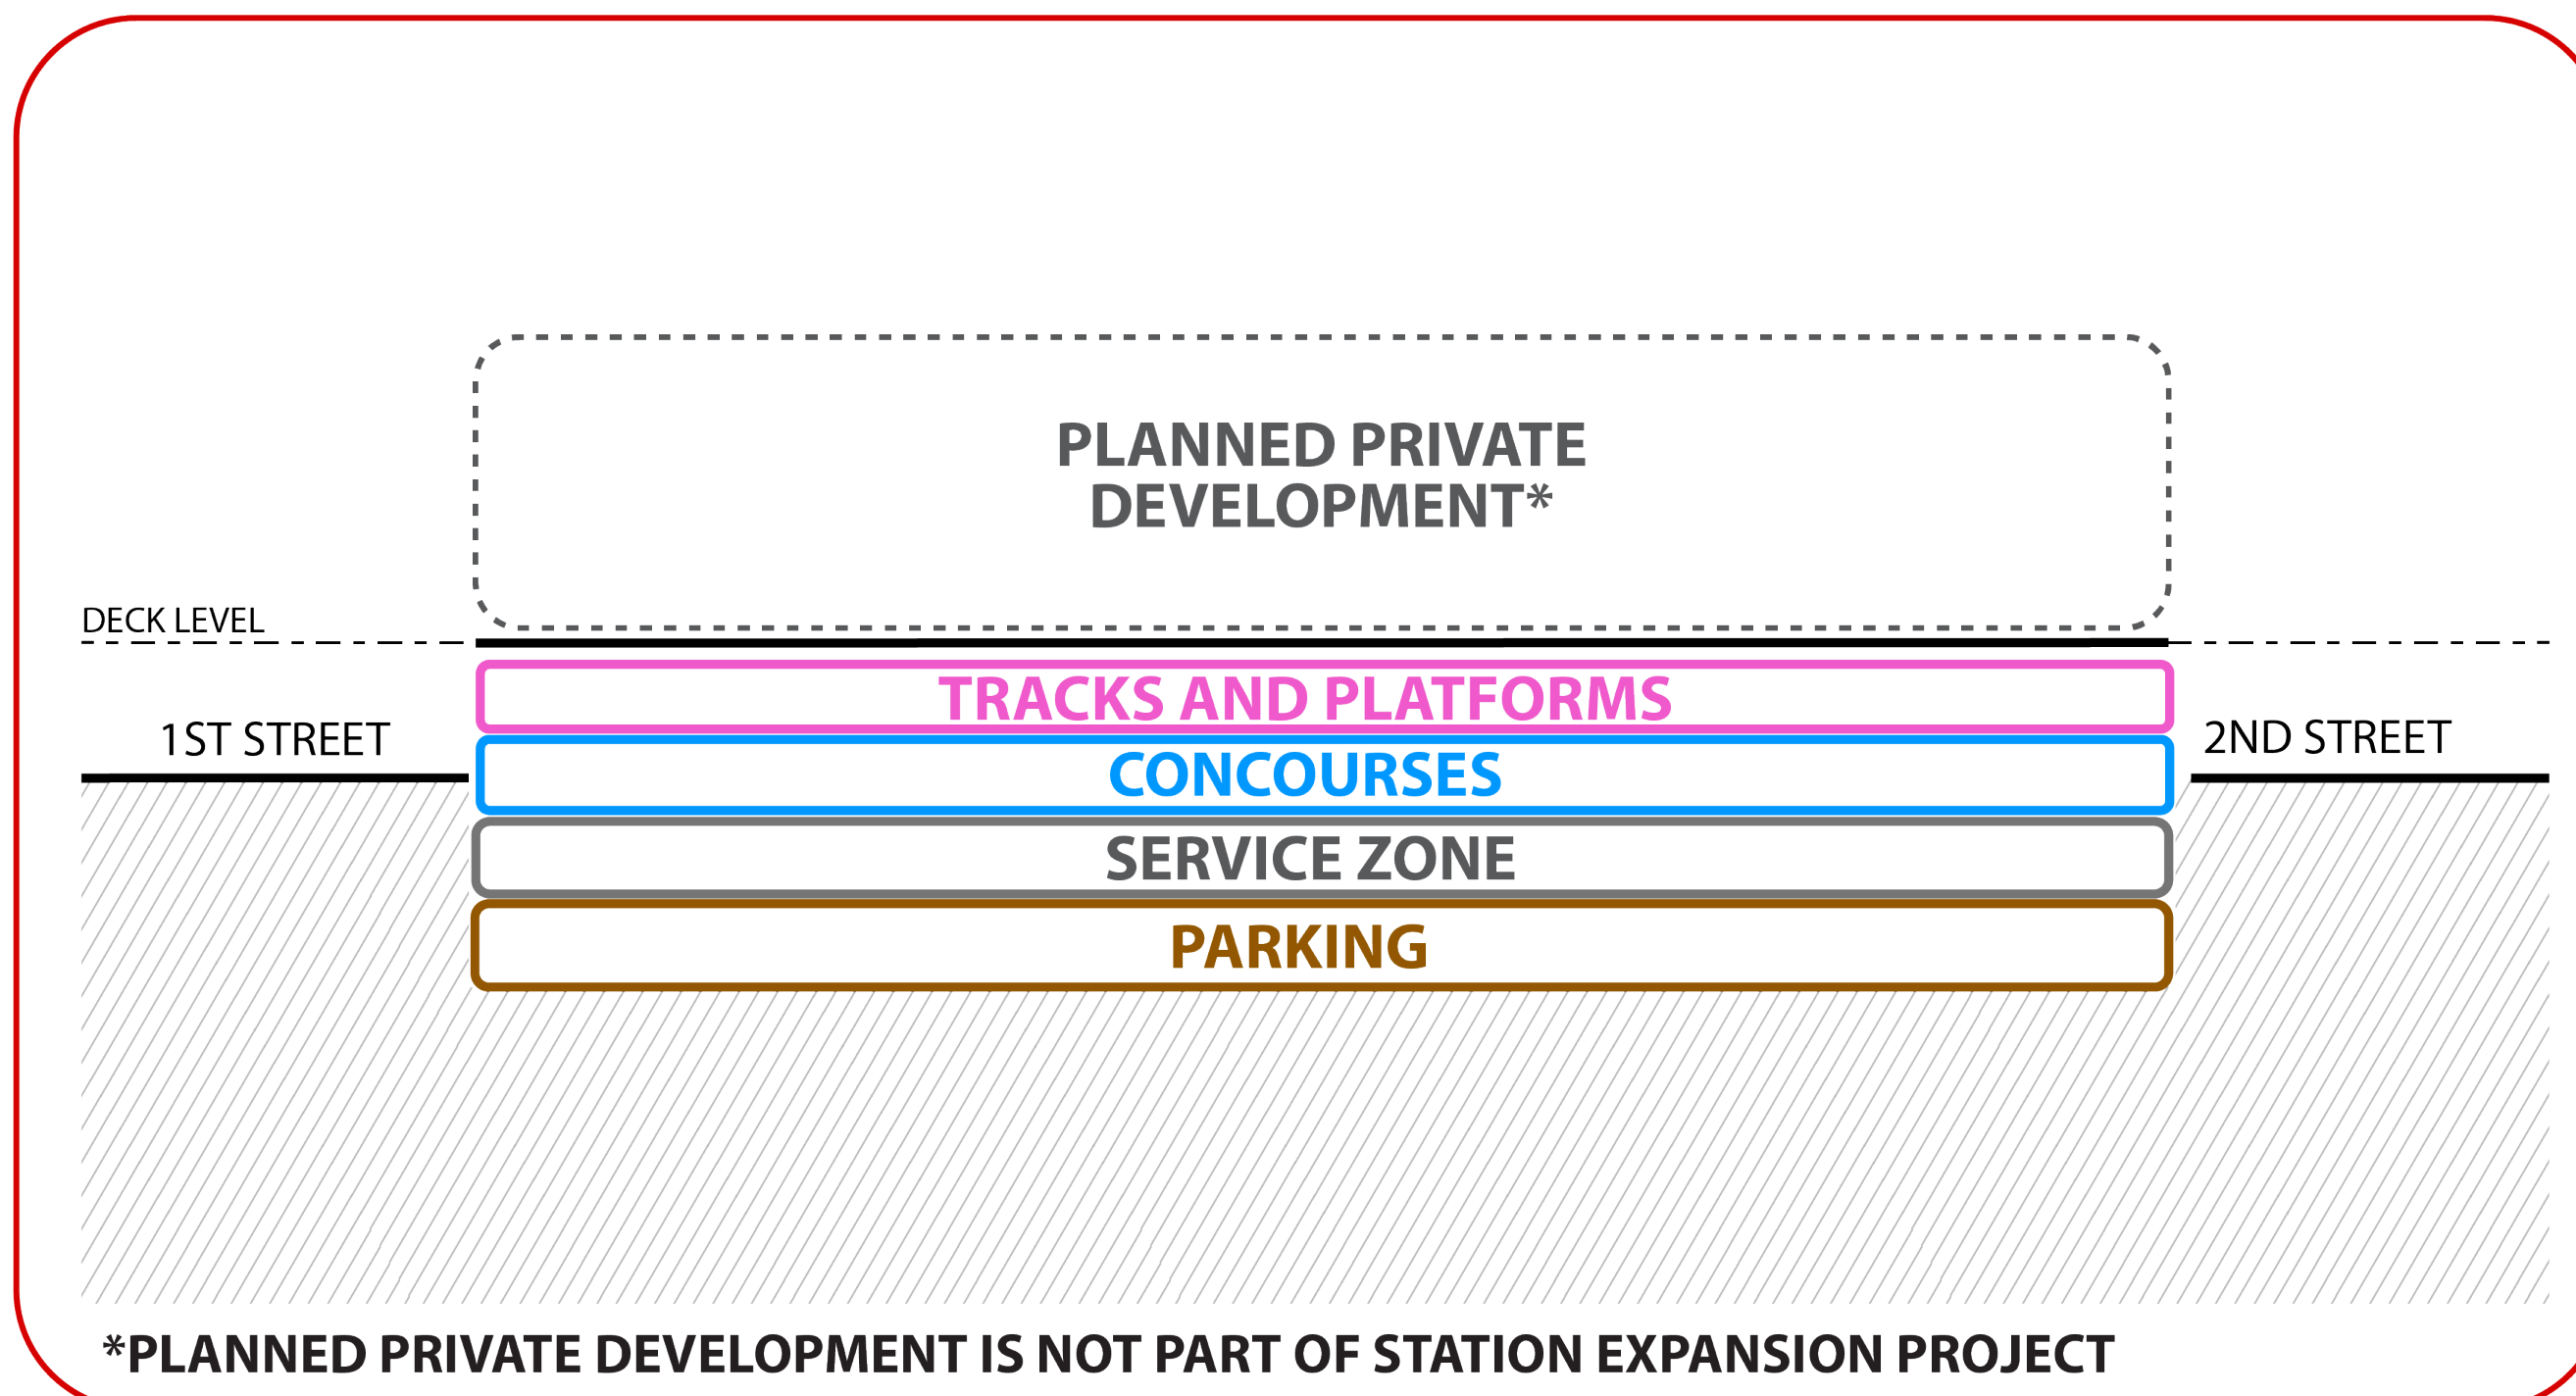 PLANNED PRIVATE
DEVELOPMENT*
DECK LEVEL
TRACKS AND PLATFORMS
1ST STREET
2ND STREET
CONCOURSES
SERVICE ZONE
PARKING
*PLANNED PRIVATE DEVELOPMENT IS NOT PART OF STATION EXPANSION PROJECT